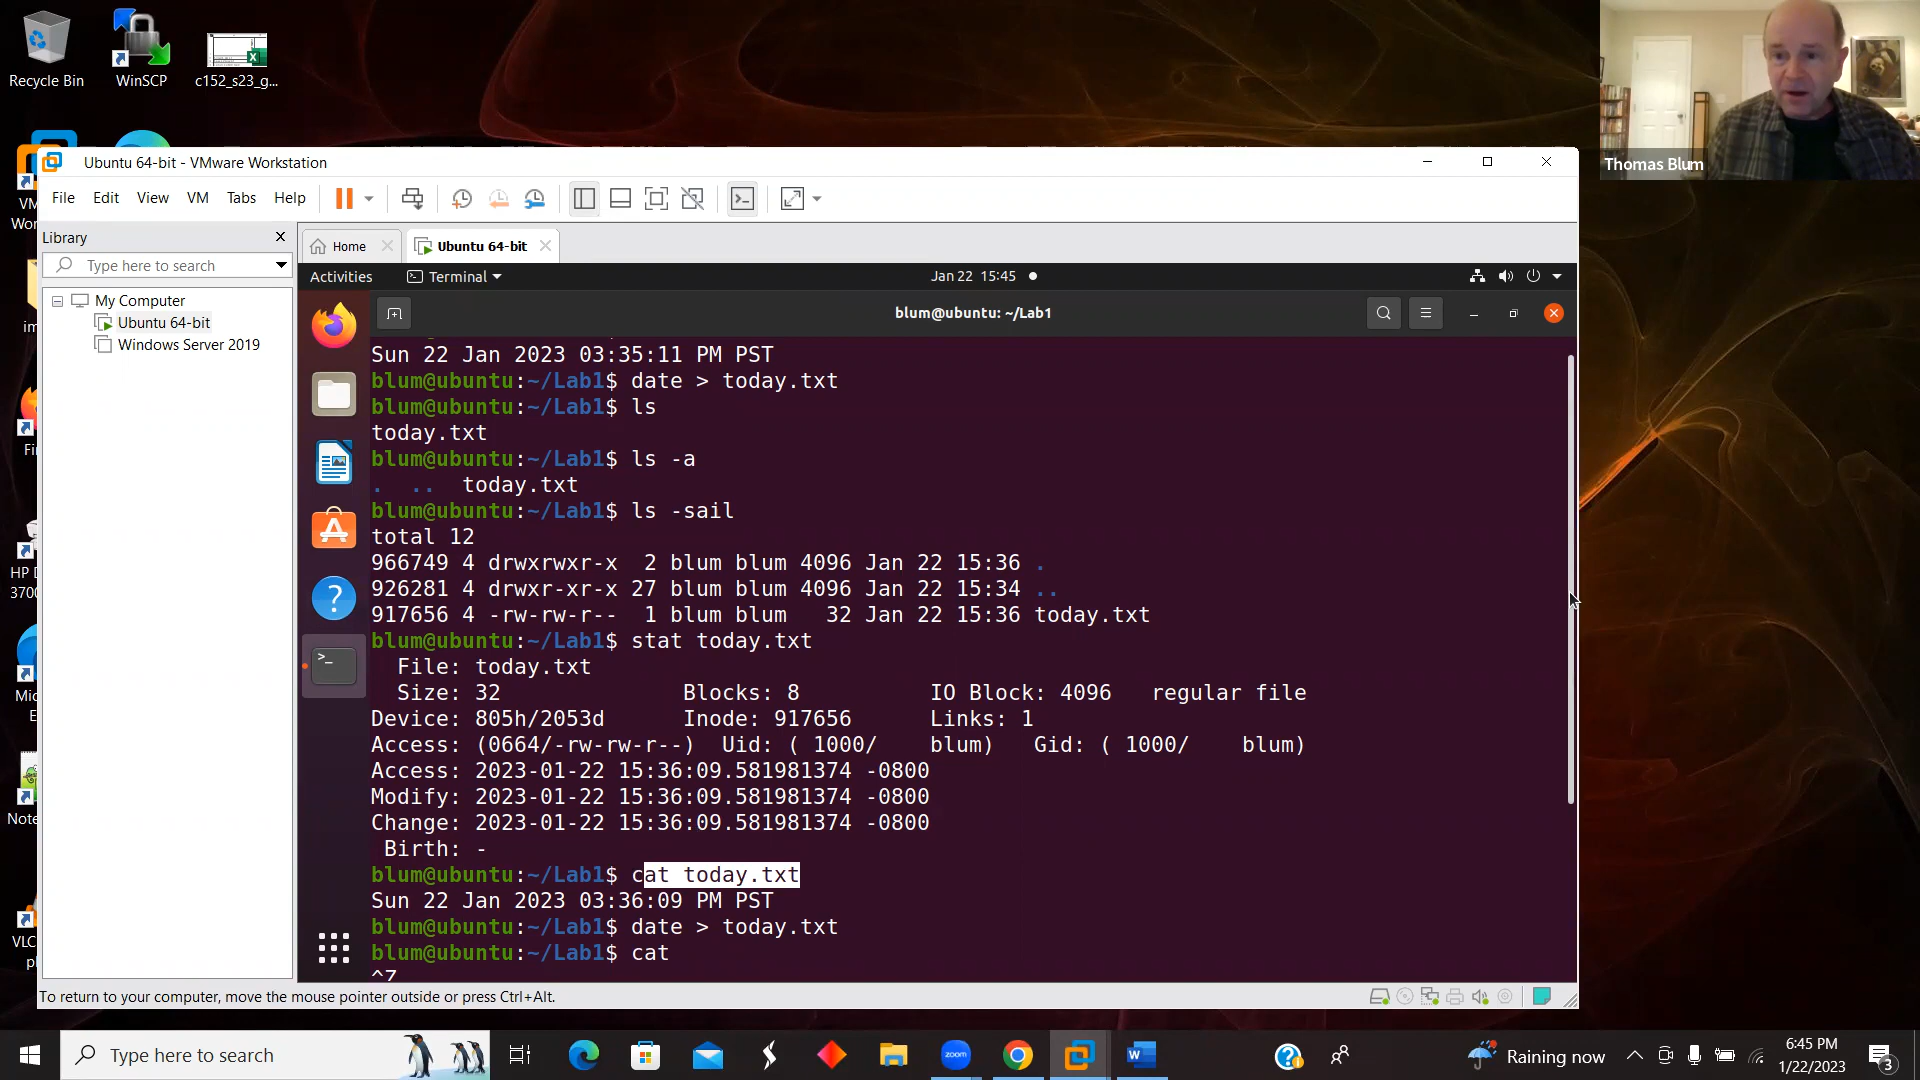 Recycle Bin
WinSCP
c152_s23_g...
Thomas Blum
Ubuntu 64-bit - VMware Workstation
File Edit View VM Tabs Help
Library
Type here to search
Home
Ubuntu 64-bit
Activities
Terminal
Jan 22 15:45
My Computer
Ubuntu 64-bit
Windows Server 2019
blum@ubuntu: ~/Lab1
Sun 22 Jan 2023 03:35:11 PM PST
blum@ubuntu:~/Lab1$ date > today.txt
blum@ubuntu:~/Lab1$ ls
today.txt
blum@ubuntu:~/Lab1$ ls -a
. .. today.txt
blum@ubuntu:~/Lab1$ ls -sail
total 12
966749 4 drwxrwxr-x 2 blum blum 4096 Jan 22 15:36 .
926281 4 drwxr-xr-x 27 blum blum 4096 Jan 22 15:34 ..
917656 4 -rw-rw-r-- 1 blum blum 32 Jan 22 15:36 today.txt
blum@ubuntu:~/Lab1$ stat today.txt
File: today.txt
Size: 32 Blocks: 8 IO Block: 4096 regular file
Device: 805h/2053d Inode: 917656 Links: 1
Access: (0664/-rw-rw-r--) Uid: ( 1000/ blum) Gid: ( 1000/ blum)
Access: 2023-01-22 15:36:09.581981374 -0800
Modify: 2023-01-22 15:36:09.581981374 -0800
Change: 2023-01-22 15:36:09.581981374 -0800
Birth: -
blum@ubuntu:~/Lab1$ cat today.txt
Sun 22 Jan 2023 03:36:09 PM PST
blum@ubuntu:~/Lab1$ date > today.txt
blum@ubuntu:~/Lab1$ cat
^Z
VM
Wor
im
Fir
HP D
3700
Mic
E
Note
VLC
pl
To return to your computer, move the mouse pointer outside or press Ctrl+Alt.
Type here to search
zoom
Raining now
6:45 PM
1/22/2023
3